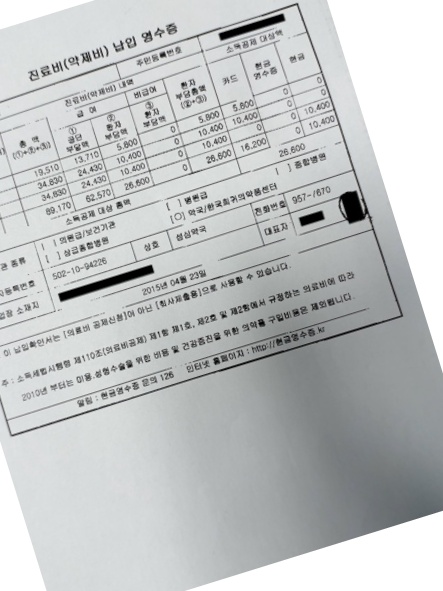 진료비(약제비) 납입 영수증
주민등록번호
소득공제 대상액
진료비(약제비) 내역
급 여
비급여
총 액
(①+②+③)
①
공단
부담액
②
환자
부담액
③
환자
부담액
환자
부담총액
(②+③)
카드
현금
영수증
현금
19,510 13,710 5,800 0 5,800 5,800 0 0
34,830 24,430 10,400 0 10,400 0 10,400
34,830 24,430 10,400 0 10,400 10,400 0
89,170 62,570 26,600 0 26,600 16,200 10,400
소득공제 대상 총액 26,600
관 종류 [ ] 의원급/보건기관 [ ] 병원급 [ ] 종합병원
[ ] 상급종합병원 [○] 약국/한국희귀의약품센터
등록번호 502-10-94226 상호 성심약국 전화번호 957-/670
업장 소재지 대표자
2015년 04월 23일
이 납입확인서는 [의료비 공제신청]이 아닌 [회사제출용]으로 사용할 수 있습니다.
주 : 소득세법시행령 제110조(의료비공제) 제1항 제1호, 제2호 및 제2항에서 규정하는 의료비에 따라
2010년 부터는 미용,성형수술을 위한 비용 및 건강증진을 위한 의약품 구입비용은 제외됩니다.
알림 : 현금영수증 문의 126 인터넷 홈페이지 : http://현금영수증.kr